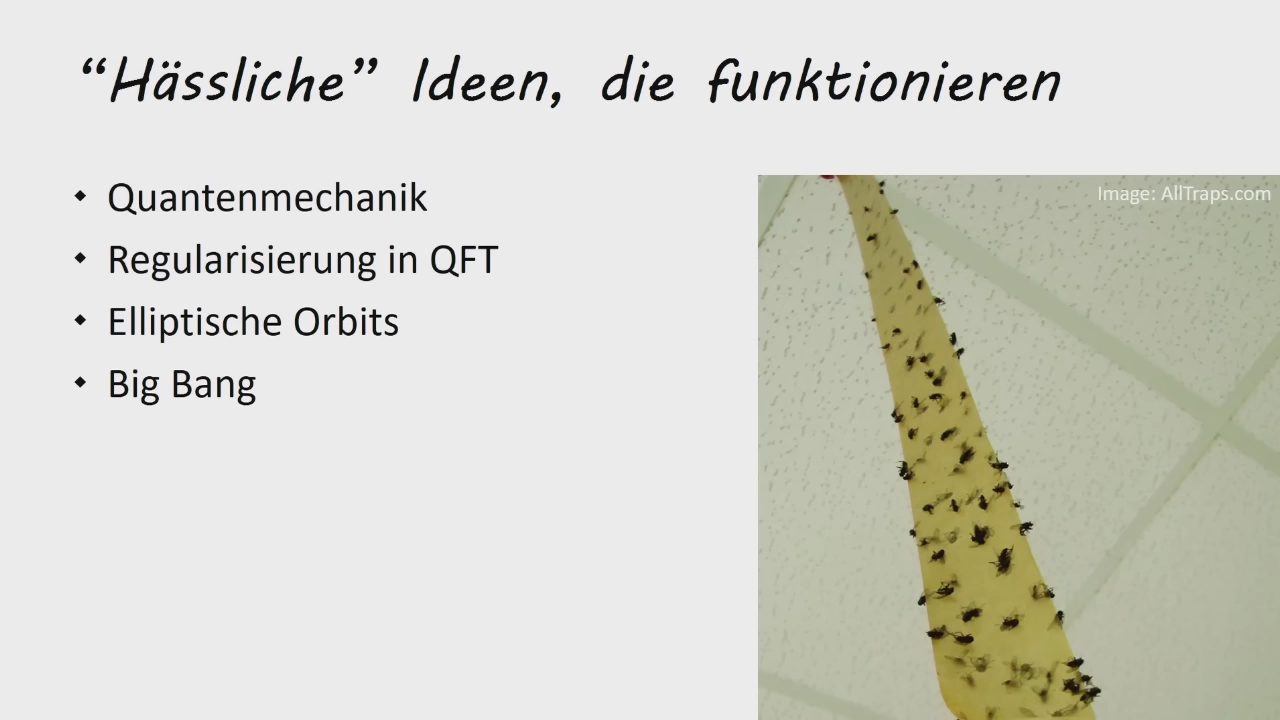 “Hässliche” Ideen, die funktionieren
Quantenmechanik
Regularisierung in QFT
Elliptische Orbits
Big Bang
Image: AllTraps.com